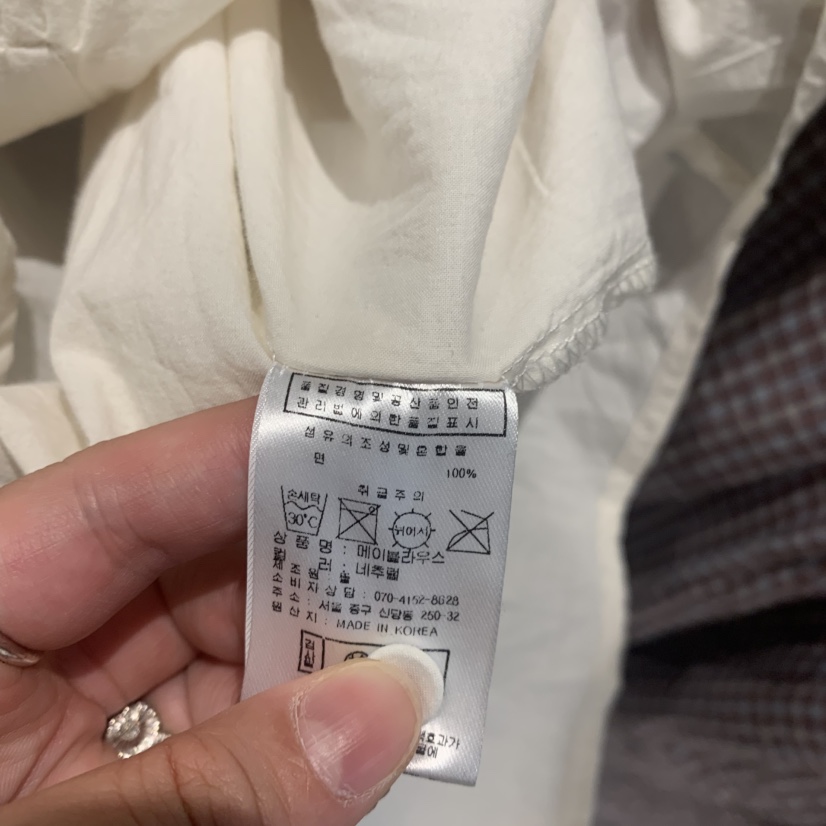 품질경영및공산품안전
관리법에의한품질표시
섬유의조성및혼합율
면 100%
취급주의
손세탁
30°C
뉘어서
상품명 : 메이블라우스
컬러 : 네츄럴
제조원 :
소비자상담 : 070-4152-8628
주소 : 서울 중구 신당동 250-32
원산지 : MADE IN KOREA